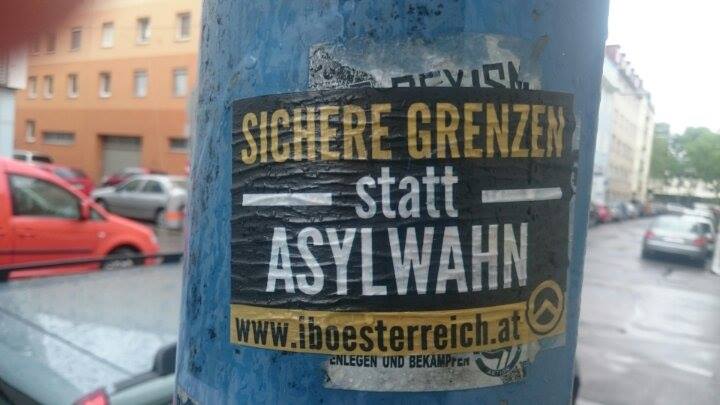 SICHERE GRENZEN
statt
ASYLWAHN
www.iboesterreich.at
ENLEGEN UND BEKÄMPFEN